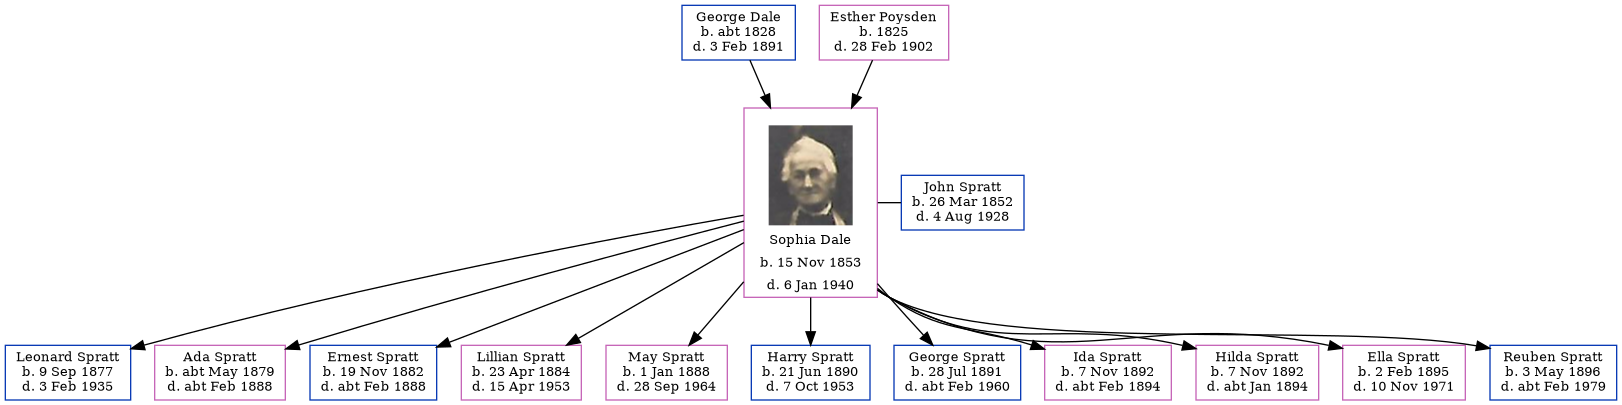 George Dale
b. abt 1828
d. 3 Feb 1891
Esther Poysden
b. 1825
d. 28 Feb 1902
Sophia Dale
b. 15 Nov 1853
d. 6 Jan 1940
John Spratt
b. 26 Mar 1852
d. 4 Aug 1928
Leonard Spratt
b. 9 Sep 1877
d. 3 Feb 1935
Ada Spratt
b. abt May 1879
d. abt Feb 1888
Ernest Spratt
b. 19 Nov 1882
d. abt Feb 1888
Lillian Spratt
b. 23 Apr 1884
d. 15 Apr 1953
May Spratt
b. 1 Jan 1888
d. 28 Sep 1964
Harry Spratt
b. 21 Jun 1890
d. 7 Oct 1953
George Spratt
b. 28 Jul 1891
d. abt Feb 1960
Ida Spratt
b. 7 Nov 1892
d. abt Feb 1894
Hilda Spratt
b. 7 Nov 1892
d. abt Jan 1894
Ella Spratt
b. 2 Feb 1895
d. 10 Nov 1971
Reuben Spratt
b. 3 May 1896
d. abt Feb 1979